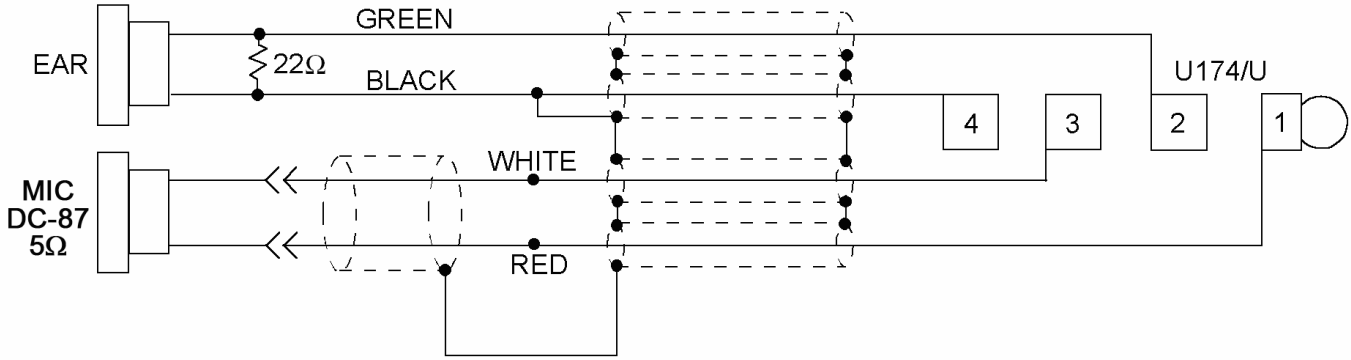 GREEN
EAR
22Ω
BLACK
U174/U
4
3
2
1
WHITE
MIC
DC-87
5Ω
RED